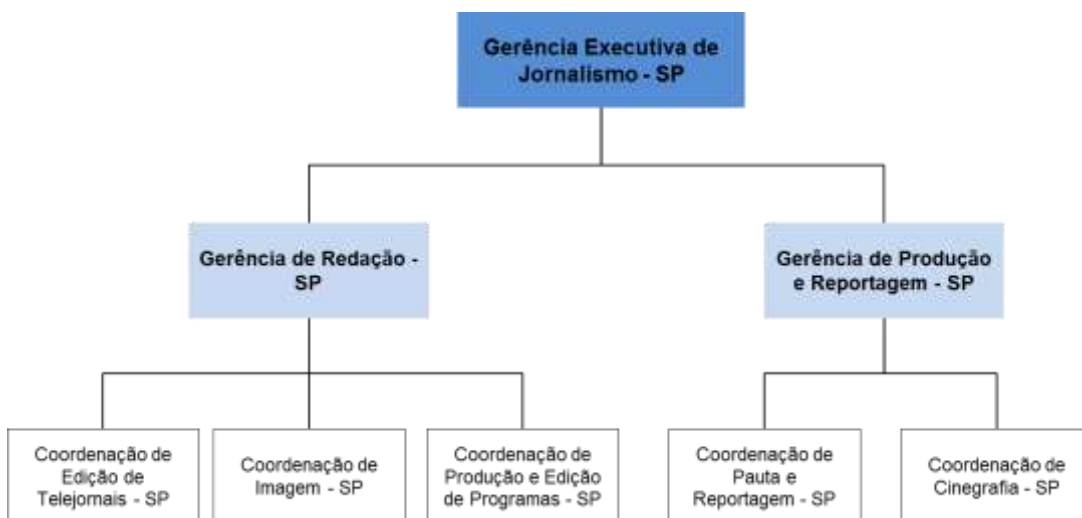 Gerência Executiva de
Jornalismo - SP
Gerência de Redação -
SP
Gerência de Produção
e Reportagem - SP
Coordenação de
Edição de
Telejornais - SP
Coordenação de
Imagem - SP
Coordenação de
Produção e Edição
de Programas - SP
Coordenação de
Pauta e
Reportagem - SP
Coordenação de
Cinegrafia - SP